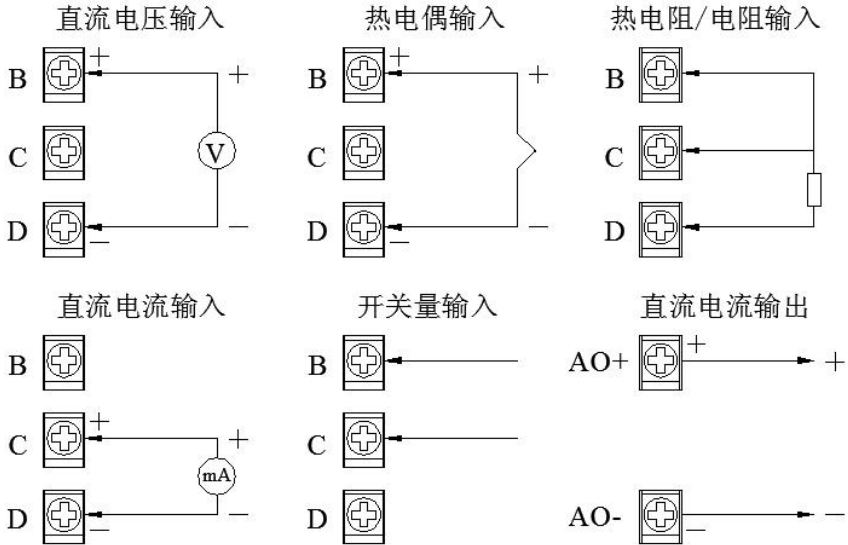 直流电压输入
热电偶输入
热电阻/电阻输入
B + +
C V
D − −
B + +
C
D − −
B
C
D
直流电流输入
开关量输入
直流电流输出
B
C + +
mA
D − −
B
C
D
AO+ + +
AO- − −